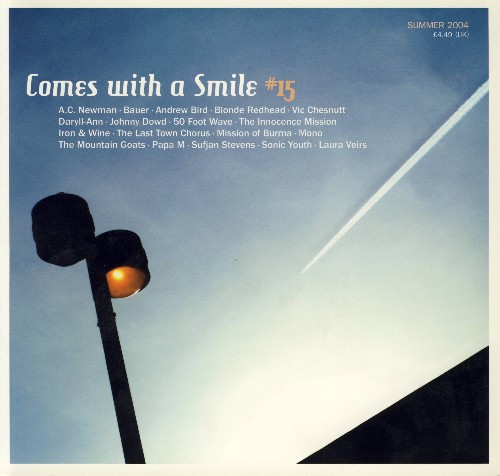 SUMMER 2004
£4.49 (UK)
Comes with a Smile #15
A.C. Newman · Bauer · Andrew Bird · Blonde Redhead · Vic Chesnutt
Daryll-Ann · Johnny Dowd · 50 Foot Wave · The Innocence Mission
Iron & Wine · The Last Town Chorus · Mission of Burma · Mono
The Mountain Goats · Papa M · Sufjan Stevens · Sonic Youth · Laura Veirs